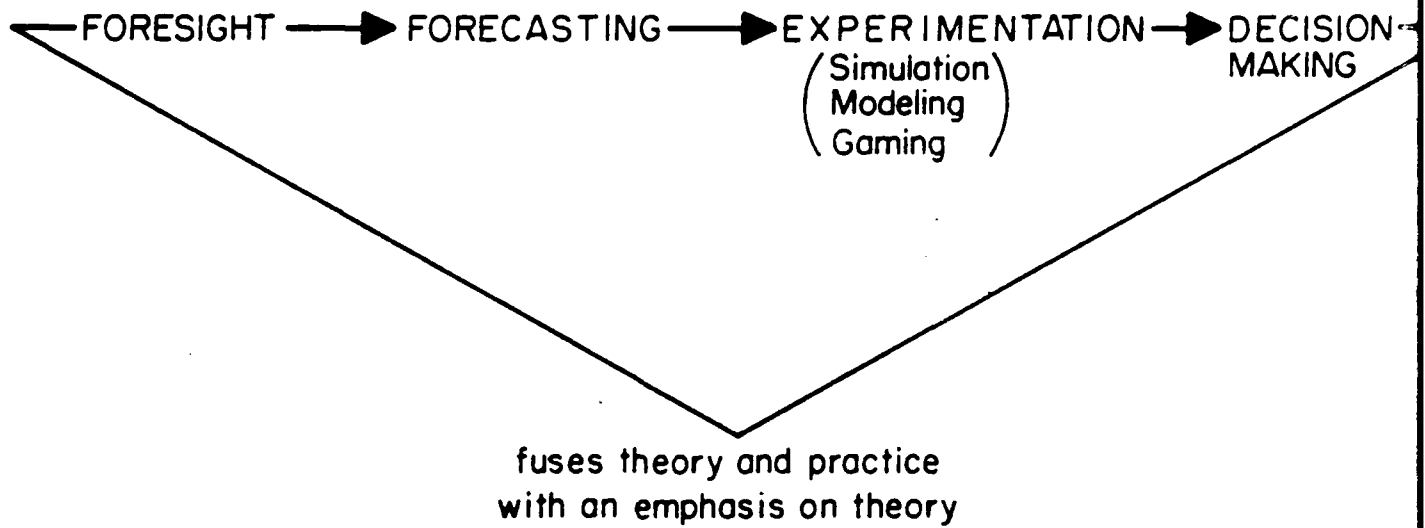 FORESIGHT FORECASTING EXPERIMENTATION DECISION
MAKING
(Simulation
Modeling
Gaming)
fuses theory and practice
with an emphasis on theory